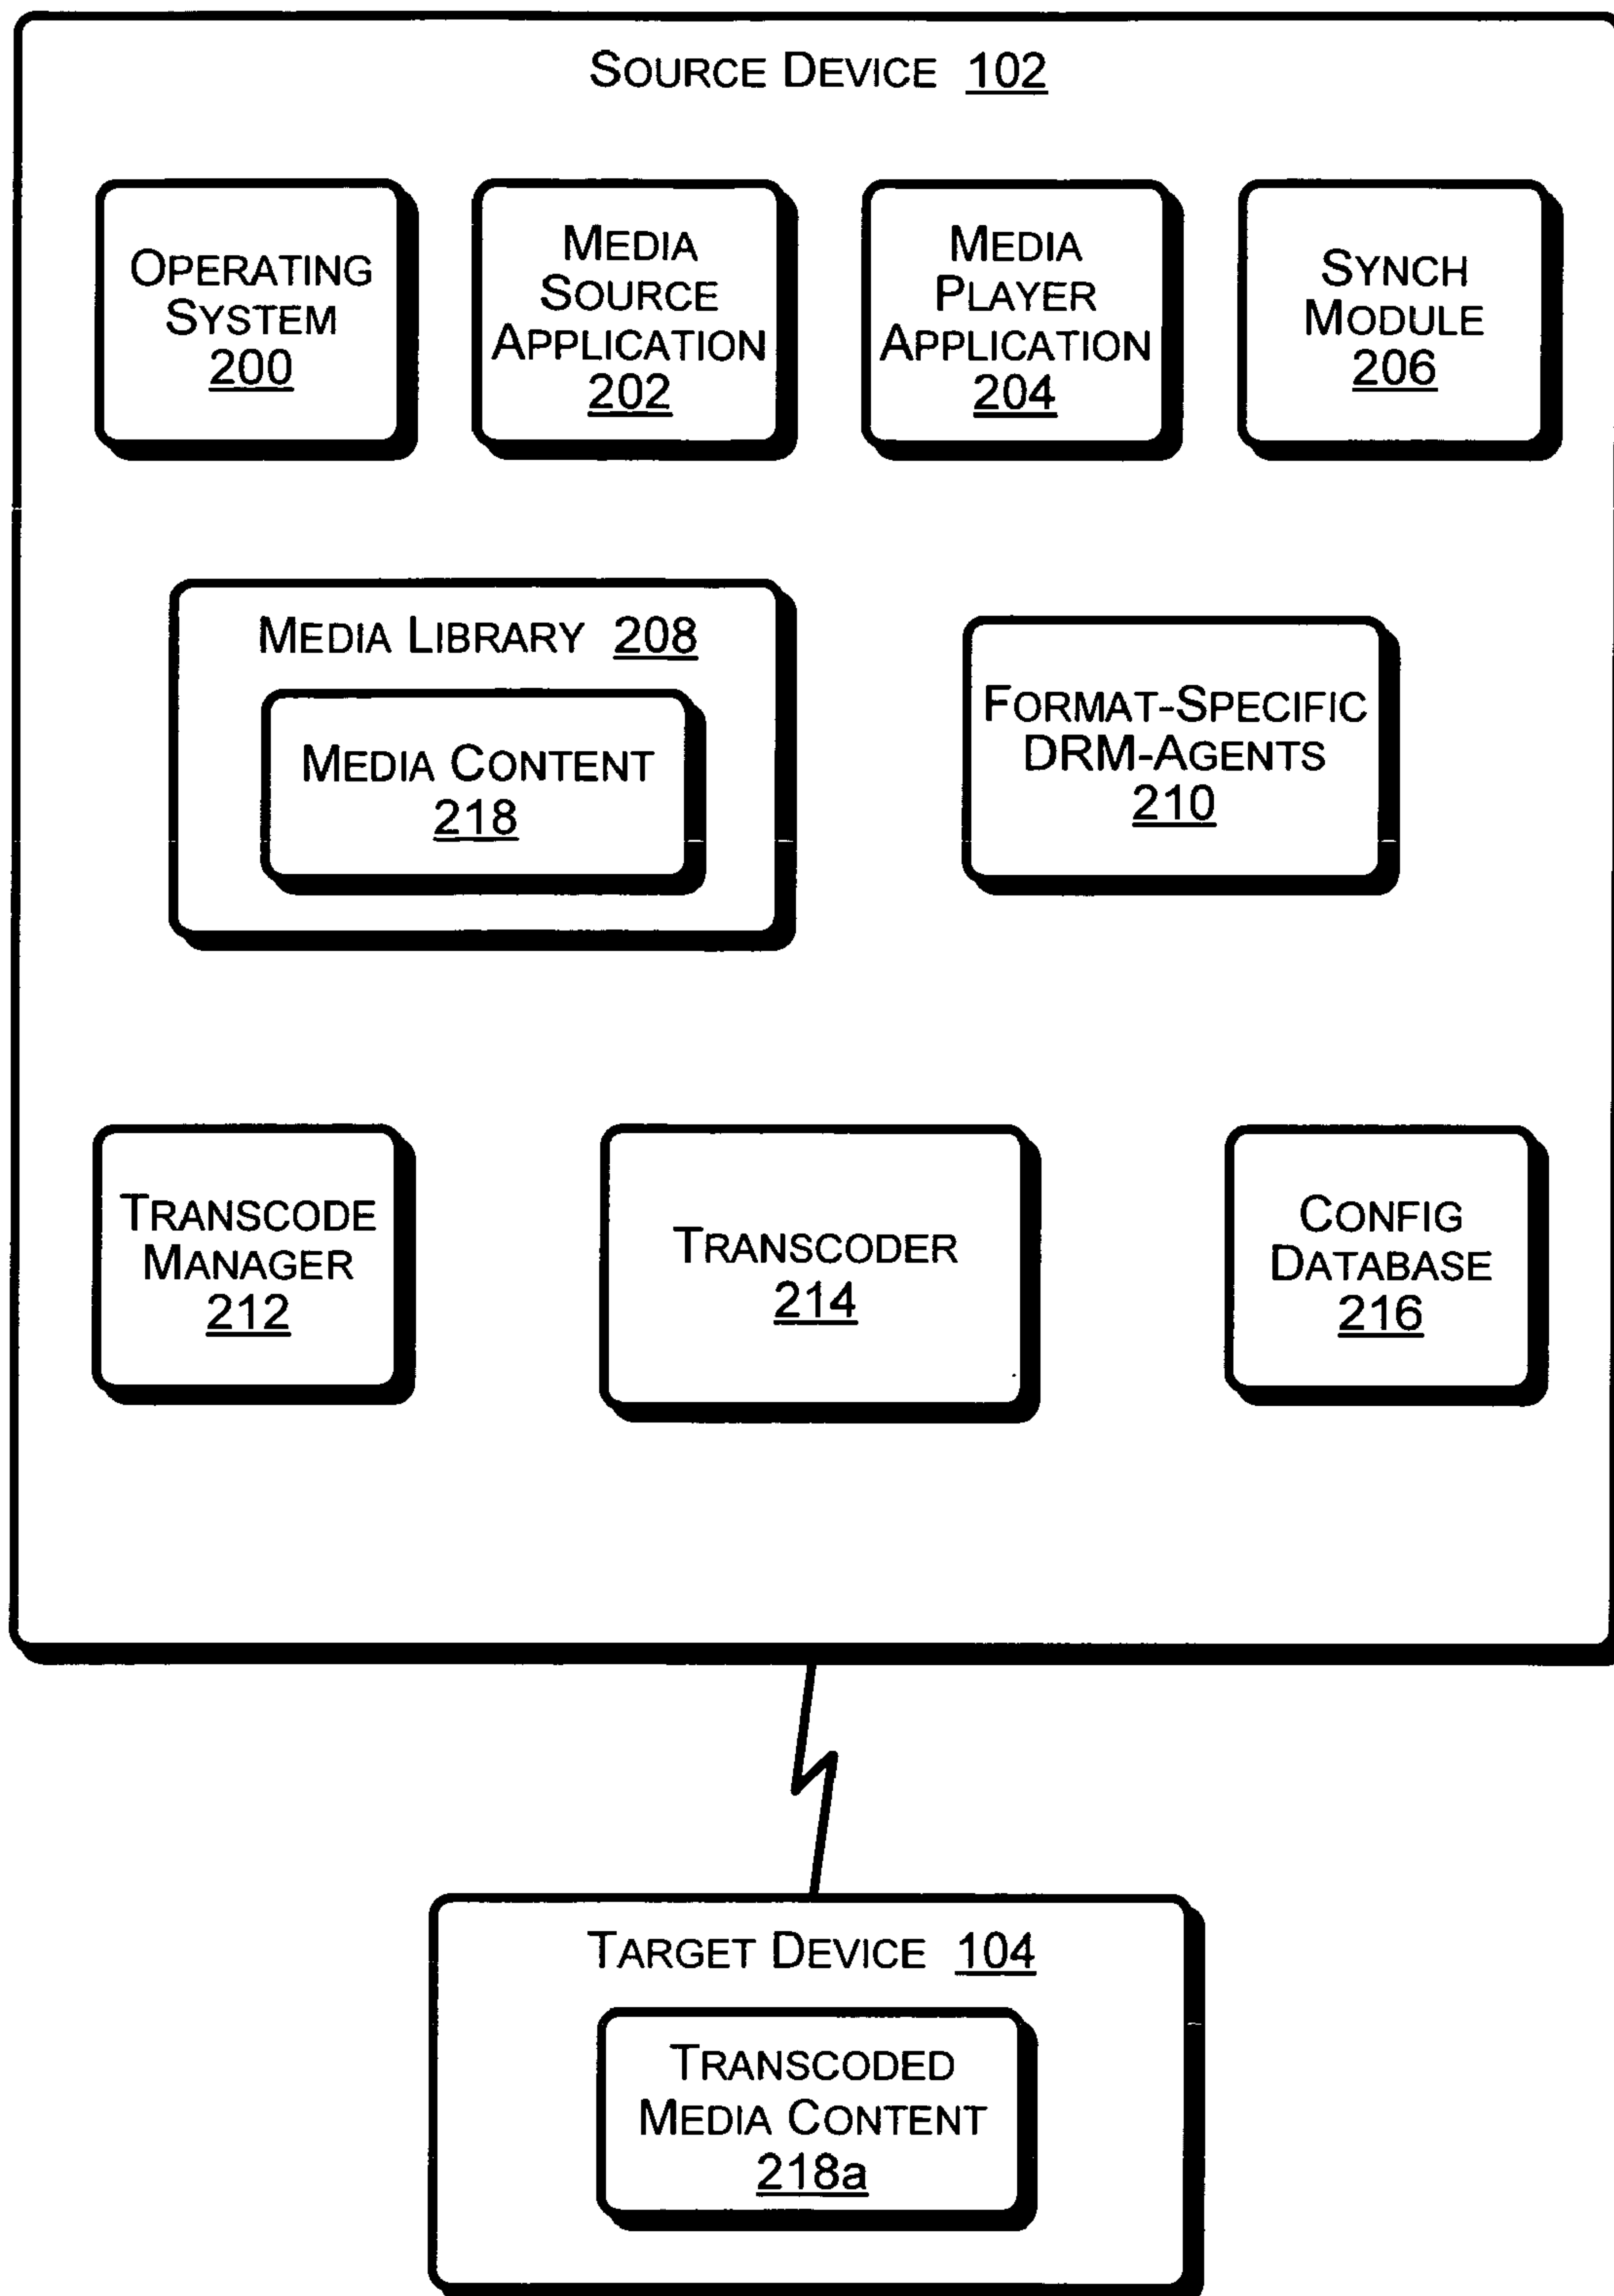 SOURCE DEVICE 102
OPERATING
SYSTEM
200
MEDIA
SOURCE
APPLICATION
202
MEDIA
PLAYER
APPLICATION
204
SYNCH
MODULE
206
MEDIA LIBRARY 208
MEDIA CONTENT
218
FORMAT-SPECIFIC
DRM-AGENTS
210
TRANSCODE
MANAGER
212
TRANSCODER
214
CONFIG
DATABASE
216
TARGET DEVICE 104
TRANSCODED
MEDIA CONTENT
218a